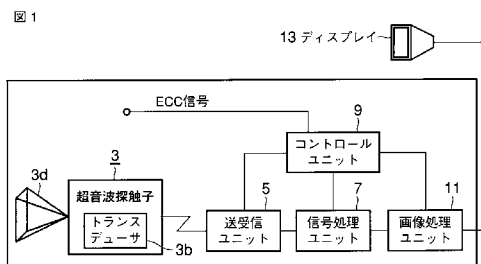 図1
13 ディスプレイ
ECC信号
9
コントロール
ユニット
3d
3
超音波探触子
トランス
デューサ
3b
5
送受信
ユニット
7
信号処理
ユニット
11
画像処理
ユニット